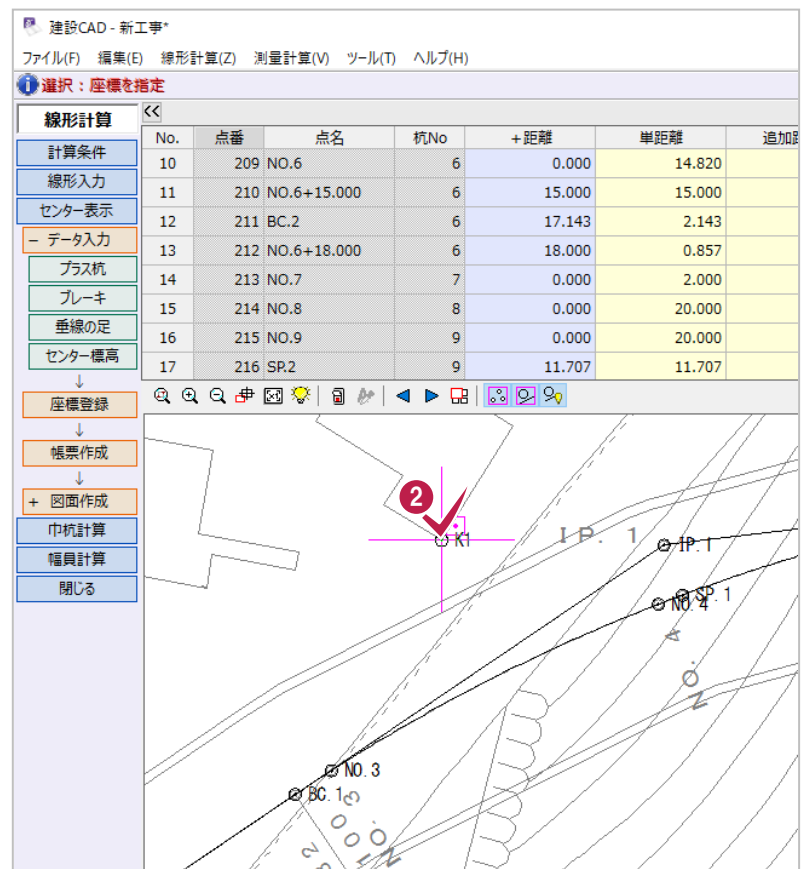 建設CAD - 新工事*
ファイル(F) 編集(E) 線形計算(Z) 測量計算(V) ツール(T) ヘルプ(H)
選択:座標を指定
線形計算
計算条件
線形入力
センター表示
− データ入力
プラス杭
ブレーキ
垂線の足
センター標高
↓
座標登録
↓
帳票作成
↓
+ 図面作成
巾杭計算
幅員計算
閉じる
<<
No. 点番 点名 杭No +距離 単距離 追加距
10 209 NO.6 6 0.000 14.820
11 210 NO.6+15.000 6 15.000 15.000
12 211 BC.2 6 17.143 2.143
13 212 NO.6+18.000 6 18.000 0.857
14 213 NO.7 7 0.000 2.000
15 214 NO.8 8 0.000 20.000
16 215 NO.9 9 0.000 20.000
17 216 SP.2 9 11.707 11.707
2
K1
IP. 1
IP.1
SP. 1
NO.4
NO. 4
NO.3
BC.1